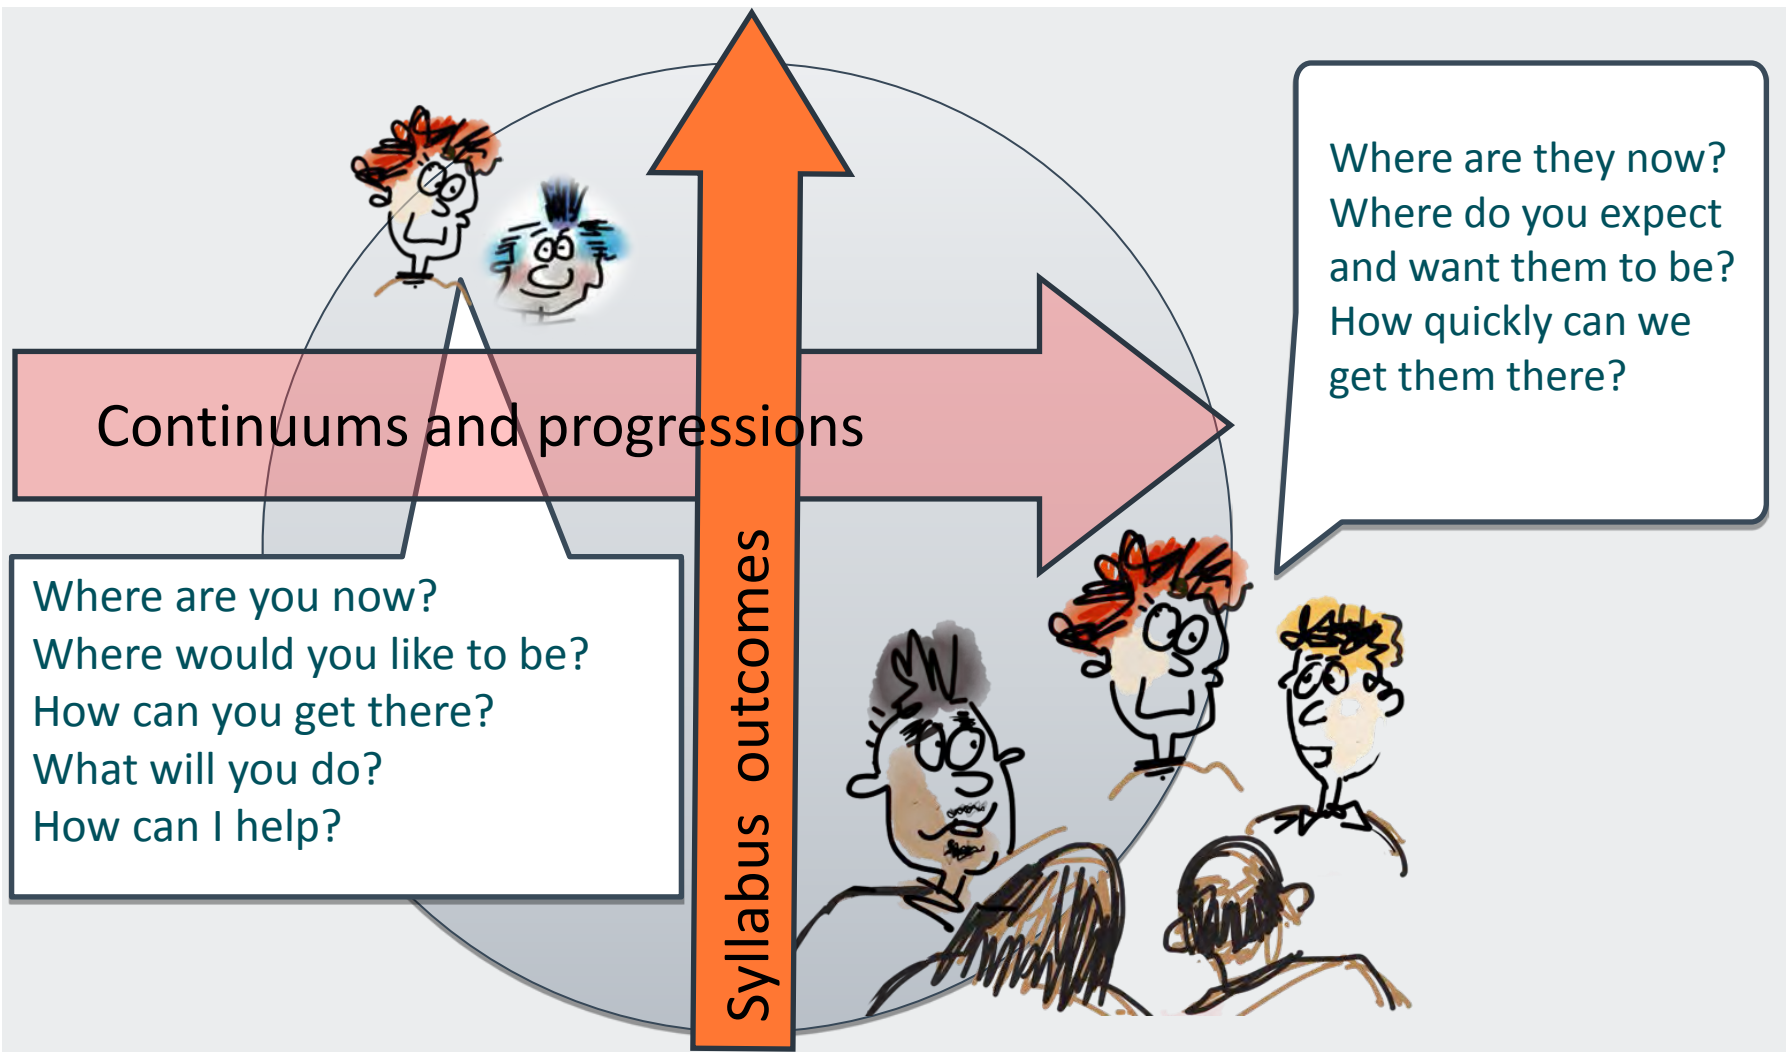 Where are they now?
Where do you expect
and want them to be?
How quickly can we
get them there?
Continuums and progressions
Syllabus outcomes
Where are you now?
Where would you like to be?
How can you get there?
What will you do?
How can I help?